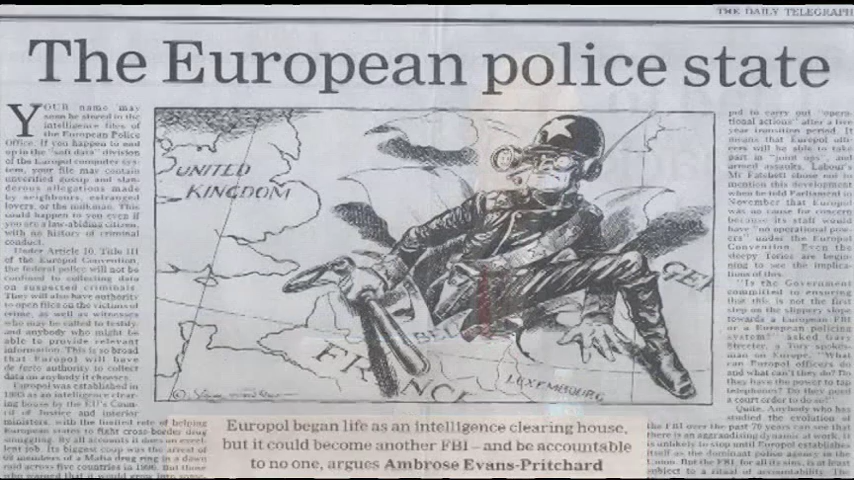 THE DAILY TELEGRAPH
The European police state
YOUR name may
soon be stored in the
intelligence files of
the European Police
Office. If you happen to end
up in the "soft data" division
of the Europol computer sys-
tem, your file may contain
unverified gossip and slan-
derous allegations made
by neighbours, estranged
lovers, or the milkman. This
could happen to you even if
you are a law-abiding citizen,
with no history of criminal
conduct.
Under Article 10, Title III
of the Europol Convention,
the federal police will not be
confined to collecting data
on suspected criminals.
They will also have authority
to open files on the victims of
crime, as well as witnesses
who may be called to testify,
and anybody who might be
able to provide relevant
information. This is so broad
that Europol will have
de facto authority to collect
data on anybody it chooses.
Europol was established in
1993 as an intelligence clear-
ing house by the EU's Coun-
cil of Justice and interior
ministers, with the limited role of helping
European states to fight cross-border drug
smuggling. By all accounts it does an excel-
lent job. Its biggest coup was the arrest of
members of a Mafia drug ring in a dawn
raid across five countries in 1996. But those
UNITED
KINGDOM
FRANCE
LUXEMBOURG
GER
Europol began life as an intelligence clearing house,
but it could become another FBI – and be accountable
to no one, argues Ambrose Evans-Pritchard
ped to carry out "opera-
tional actions" after a five
year transition period. It
means that Europol offi-
cers will be able to take
part in "joint ops", and
armed assaults. Labour's
Mr Fatchett chose not to
mention this development
when he told Parliament in
November that Europol
was no cause for concern
because its staff would
have "no operational pow-
ers" under the Europol
Convention. Even the
sleepy Tories are begin-
ning to see the implica-
tions of this.
"Is the Government
committed to ensuring
that this is not the first
step on the slippery slope
towards a European FBI
or a European policing
system?" asked Gary
Streeter, a Tory spokes-
man on Europe. "What
can Europol officers do
and what can't they do? Do
they have the power to tap
telephones? Do they need
a court order to do so?"
Quite. Anybody who has
studied the evolution of
the FBI over the past 70 years can see that
there is an aggrandizing dynamic at work. It
is unlikely to stop until Europol establishes
itself as the dominant police agency in the
Union. But the FBI, for all its sins, is at least
subject to a ritual of accountability. The